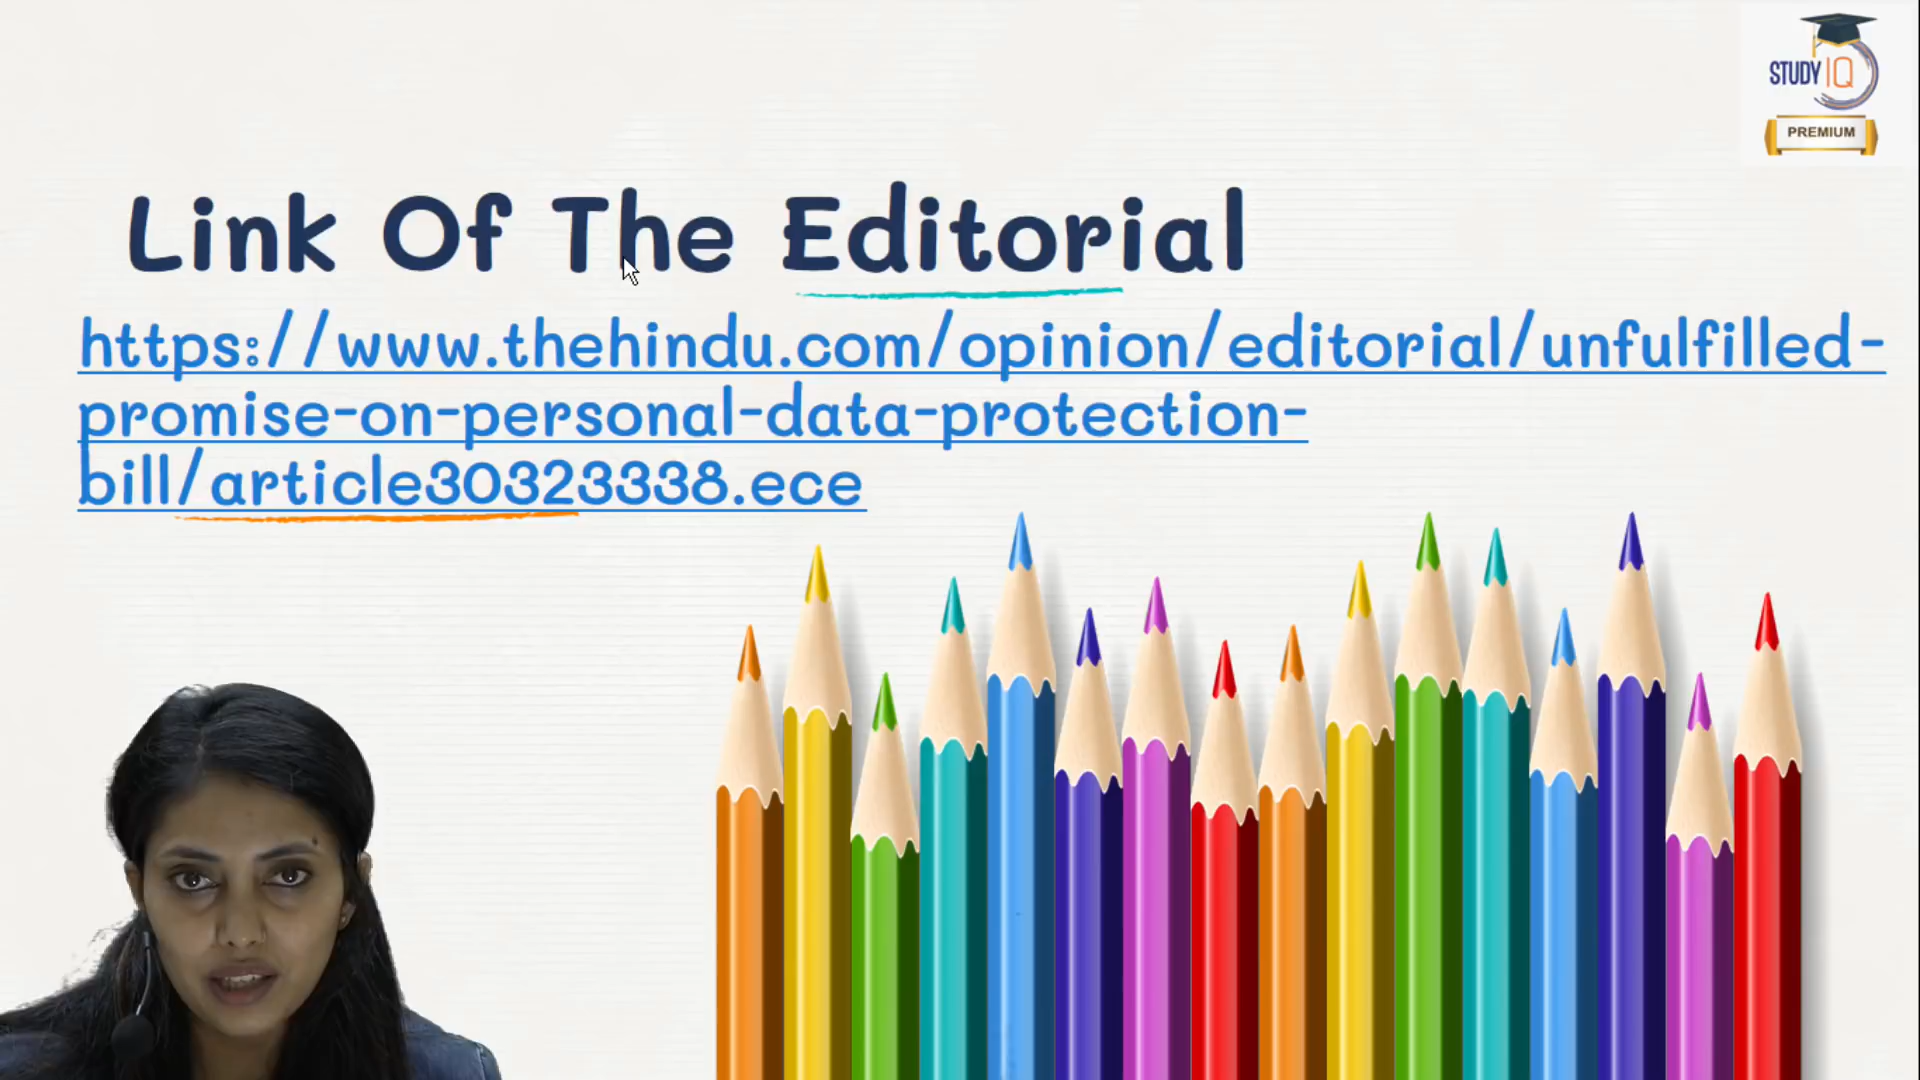 STUDY IQ
PREMIUM
Link Of The Editorial
https://www.thehindu.com/opinion/editorial/unfulfilled-
promise-on-personal-data-protection-
bill/article30323338.ece